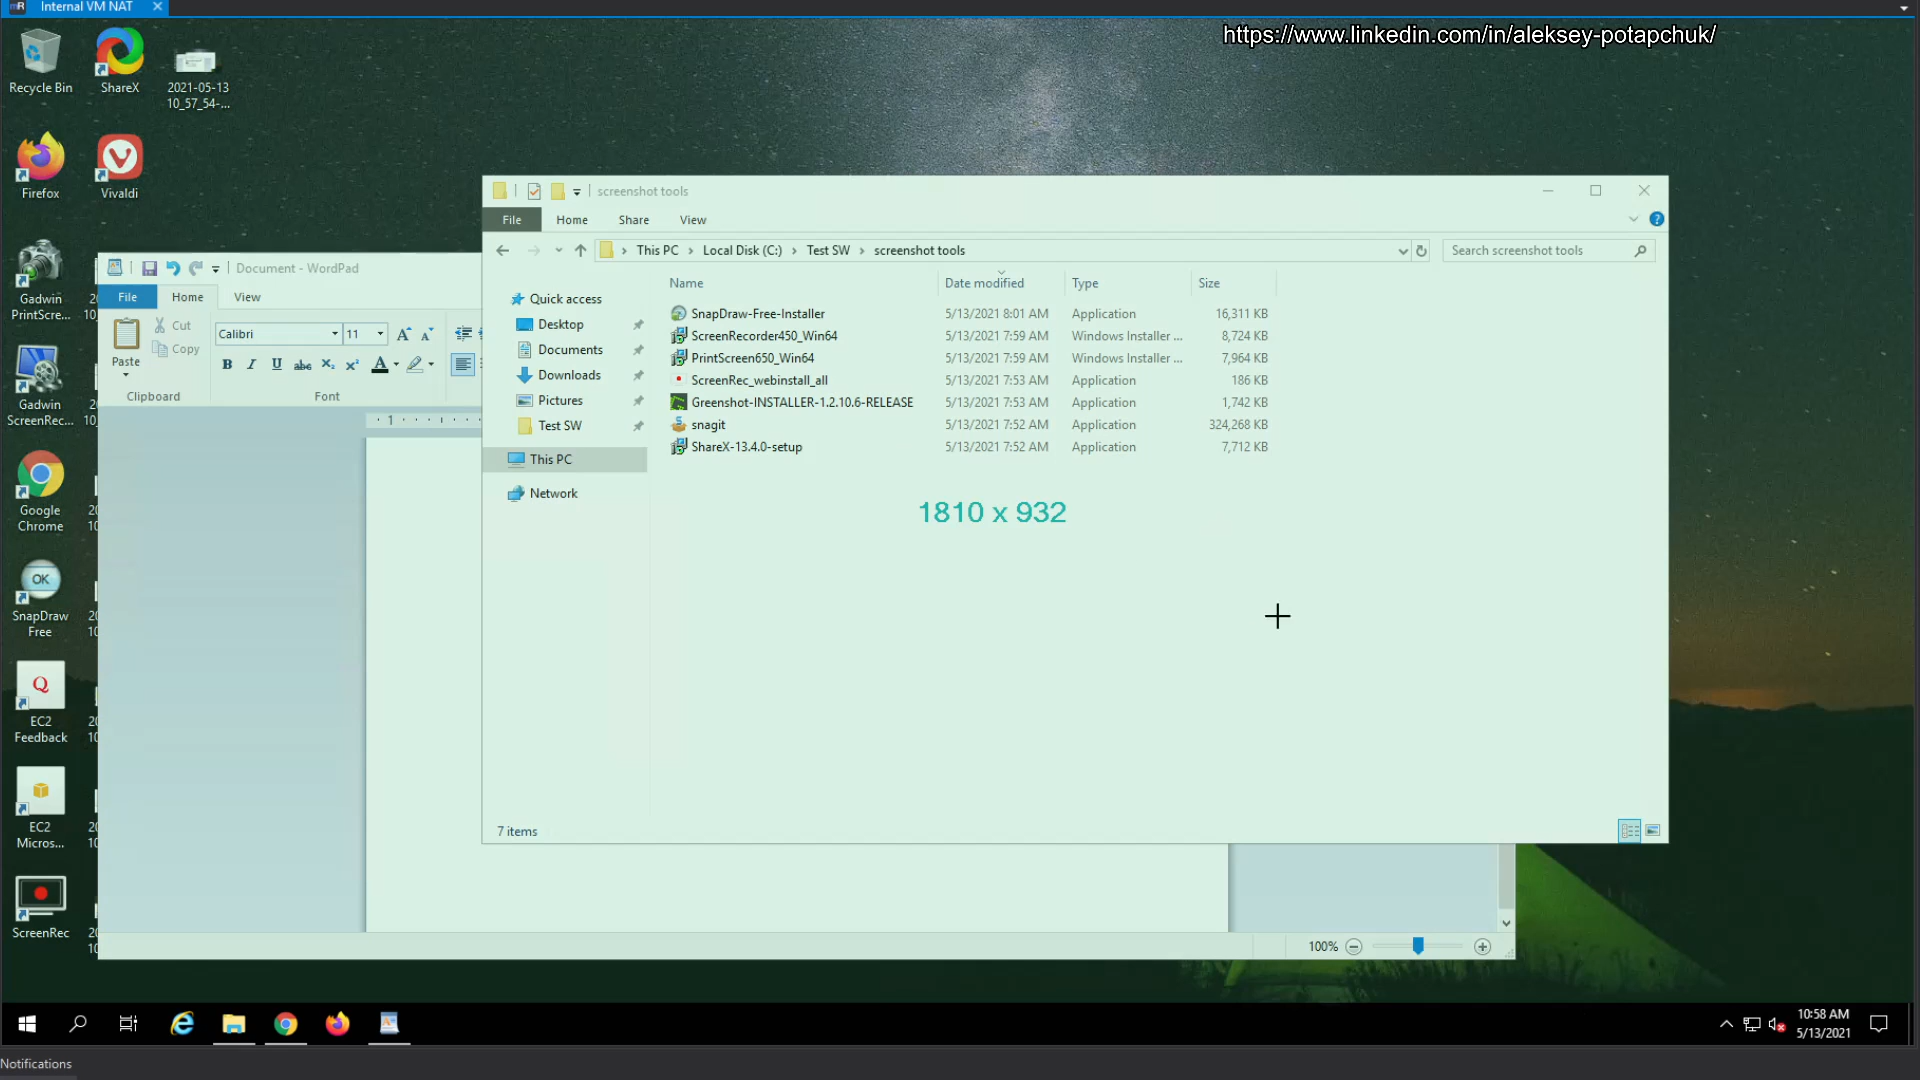 Internal VM NAT
https://www.linkedin.com/in/aleksey-potapchuk/
Recycle Bin
ShareX
2021-05-13
10_57_54-...
Firefox
Vivaldi
Gadwin
PrintScre...
Gadwin
ScreenRec...
Google
Chrome
OK
SnapDraw
Free
Q
EC2
Feedback
EC2
Micros...
ScreenRec
Document - WordPad
File
Home
View
Paste
Cut
Copy
Clipboard
Calibri
11
B
I
U
abc
X₂
X²
A
Font
1
100%
screenshot tools
File
Home
Share
View
This PC
Local Disk (C:)
Test SW
screenshot tools
Search screenshot tools
Quick access
Desktop
Documents
Downloads
Pictures
Test SW
This PC
Network
Name Date modified Type Size
SnapDraw-Free-Installer 5/13/2021 8:01 AM Application 16,311 KB
ScreenRecorder450_Win64 5/13/2021 7:59 AM Windows Installer ... 8,724 KB
PrintScreen650_Win64 5/13/2021 7:59 AM Windows Installer ... 7,964 KB
ScreenRec_webinstall_all 5/13/2021 7:53 AM Application 186 KB
Greenshot-INSTALLER-1.2.10.6-RELEASE 5/13/2021 7:53 AM Application 1,742 KB
snagit 5/13/2021 7:52 AM Application 324,268 KB
ShareX-13.4.0-setup 5/13/2021 7:52 AM Application 7,712 KB
1810 x 932
7 items
10:58 AM
5/13/2021
Notifications